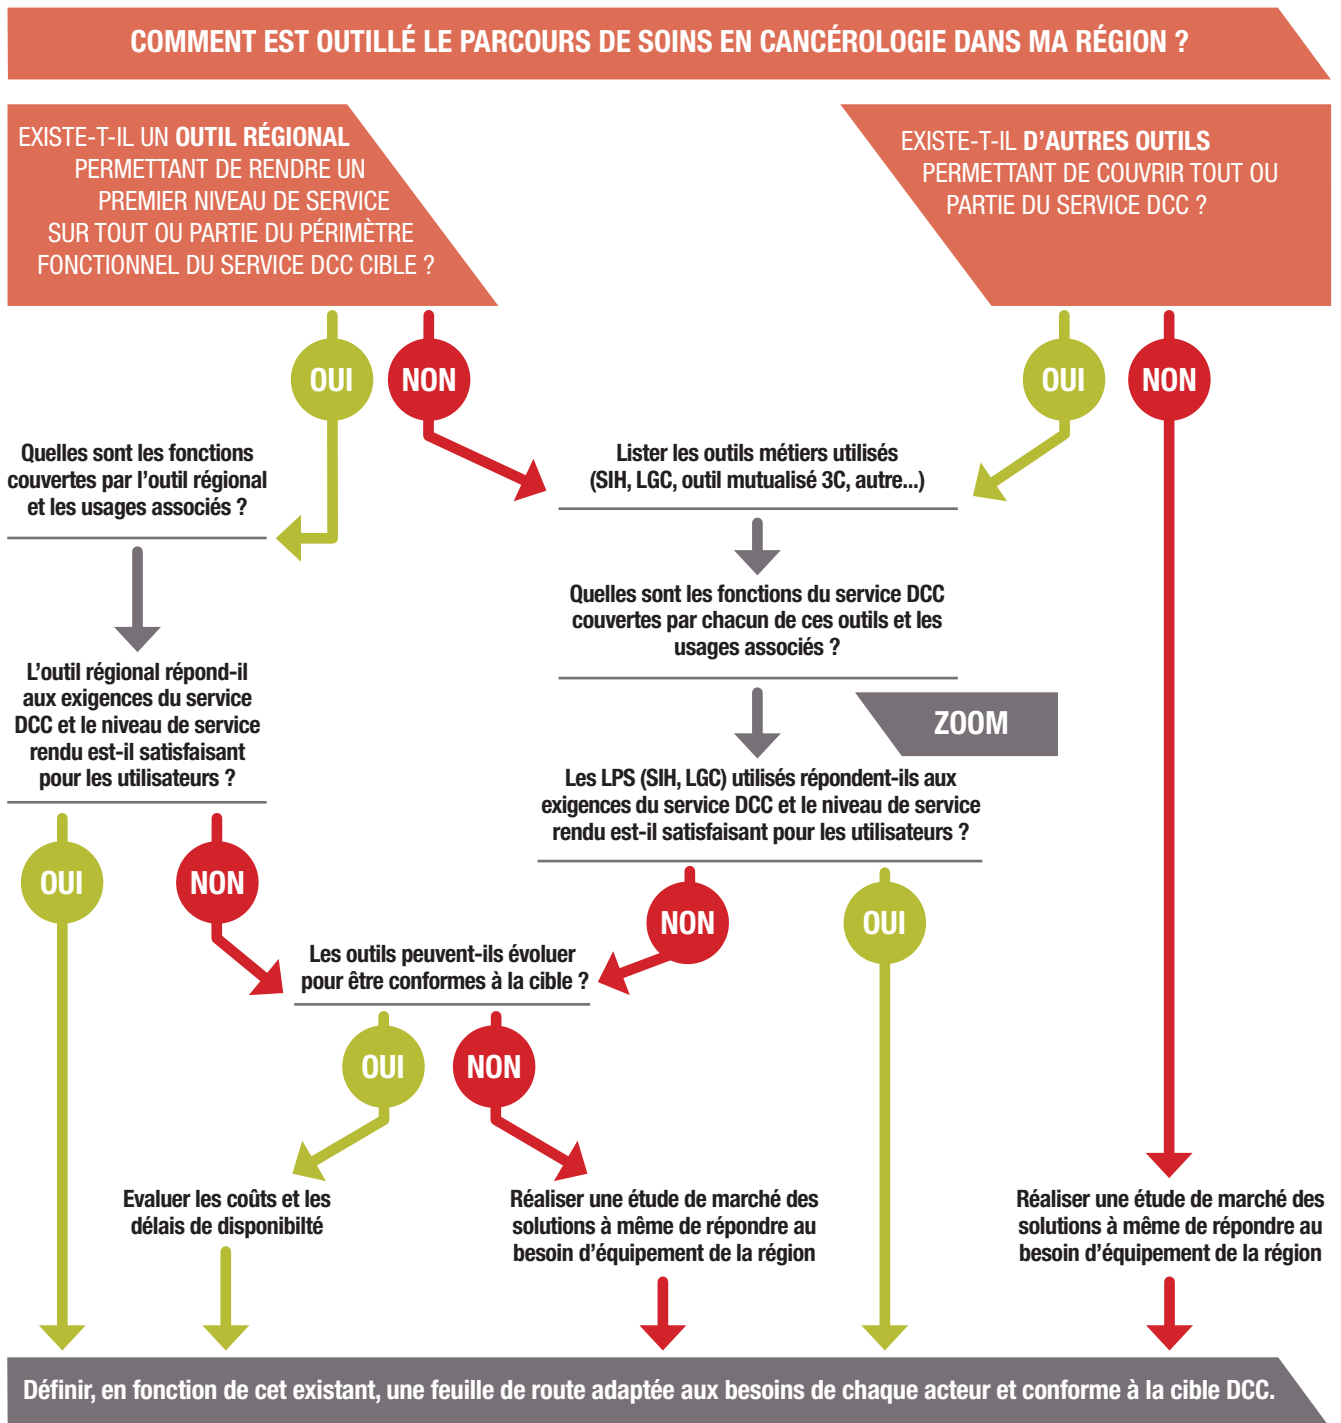 COMMENT EST OUTILLÉ LE PARCOURS DE SOINS EN CANCÉROLOGIE DANS MA RÉGION ?
EXISTE-T-IL UN OUTIL RÉGIONAL
PERMETTANT DE RENDRE UN
PREMIER NIVEAU DE SERVICE
SUR TOUT OU PARTIE DU PÉRIMÈTRE
FONCTIONNEL DU SERVICE DCC CIBLE ?
EXISTE-T-IL D'AUTRES OUTILS
PERMETTANT DE COUVRIR TOUT OU
PARTIE DU SERVICE DCC ?
OUI
NON
OUI
NON
Quelles sont les fonctions
couvertes par l'outil régional
et les usages associés ?
Lister les outils métiers utilisés
(SIH, LGC, outil mutualisé 3C, autre...)
Quelles sont les fonctions du service DCC
couvertes par chacun de ces outils et les
usages associés ?
L'outil régional répond-il
aux exigences du service
DCC et le niveau de service
rendu est-il satisfaisant
pour les utilisateurs ?
ZOOM
Les LPS (SIH, LGC) utilisés répondent-ils aux
exigences du service DCC et le niveau de service
rendu est-il satisfaisant pour les utilisateurs ?
OUI
NON
NON
OUI
Les outils peuvent-ils évoluer
pour être conformes à la cible ?
OUI
NON
Evaluer les coûts et les
délais de disponibilté
Réaliser une étude de marché des
solutions à même de répondre au
besoin d'équipement de la région
Réaliser une étude de marché des
solutions à même de répondre au
besoin d'équipement de la région
Définir, en fonction de cet existant, une feuille de route adaptée aux besoins de chaque acteur et conforme à la cible DCC.